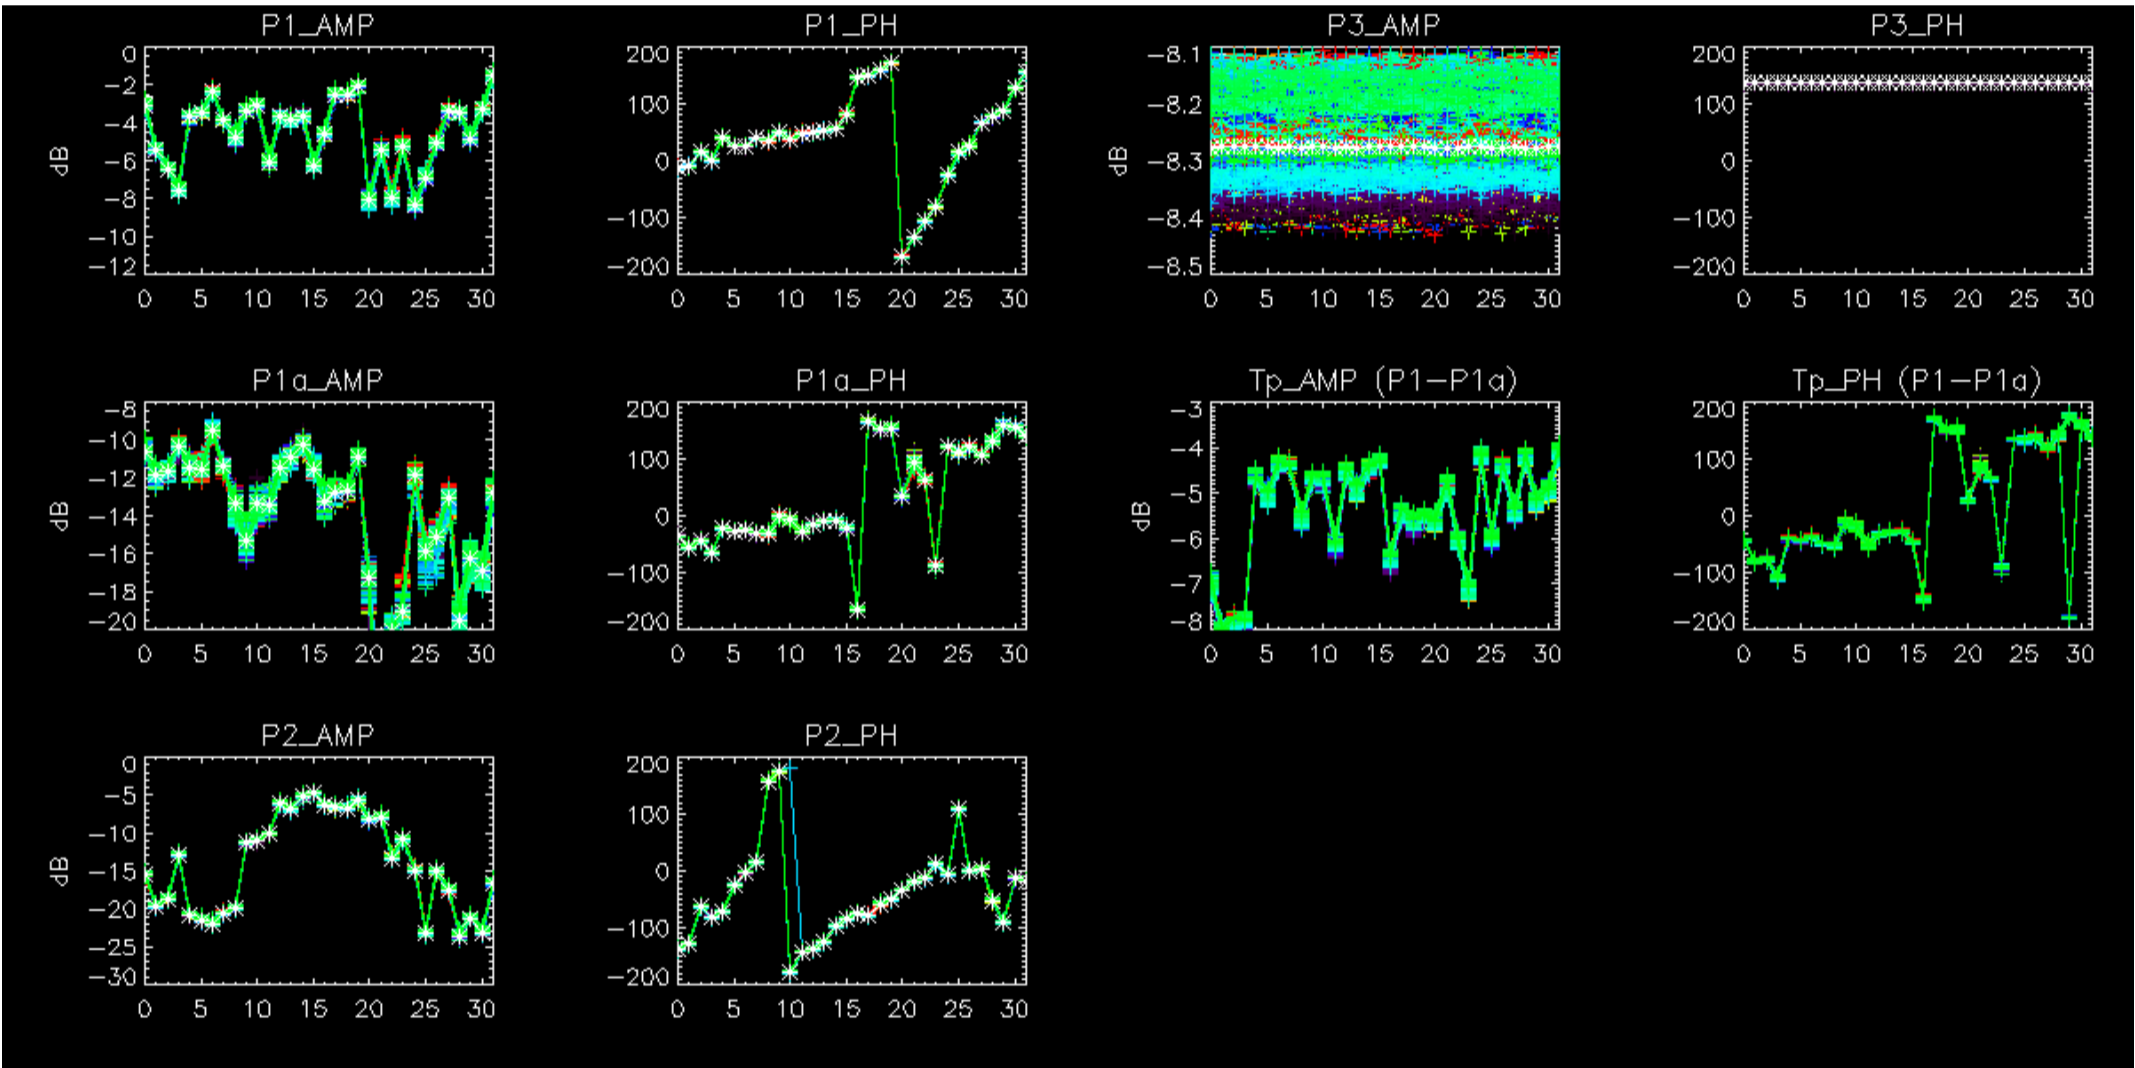 P1_AMP
dB
0
−2
−4
−6
−8
−10
−12
0 5 10 15 20 25 30
P1_PH
200
100
0
−100
−200
0 5 10 15 20 25 30
P3_AMP
dB
−8.1
−8.2
−8.3
−8.4
−8.5
0 5 10 15 20 25 30
P3_PH
200
100
0
−100
−200
0 5 10 15 20 25 30
P1a_AMP
dB
−8
−10
−12
−14
−16
−18
−20
0 5 10 15 20 25 30
P1a_PH
200
100
0
−100
−200
0 5 10 15 20 25 30
Tp_AMP (P1−P1a)
dB
−3
−4
−5
−6
−7
−8
0 5 10 15 20 25 30
Tp_PH (P1−P1a)
200
100
0
−100
−200
0 5 10 15 20 25 30
P2_AMP
dB
0
−5
−10
−15
−20
−25
−30
0 5 10 15 20 25 30
P2_PH
200
100
0
−100
−200
0 5 10 15 20 25 30